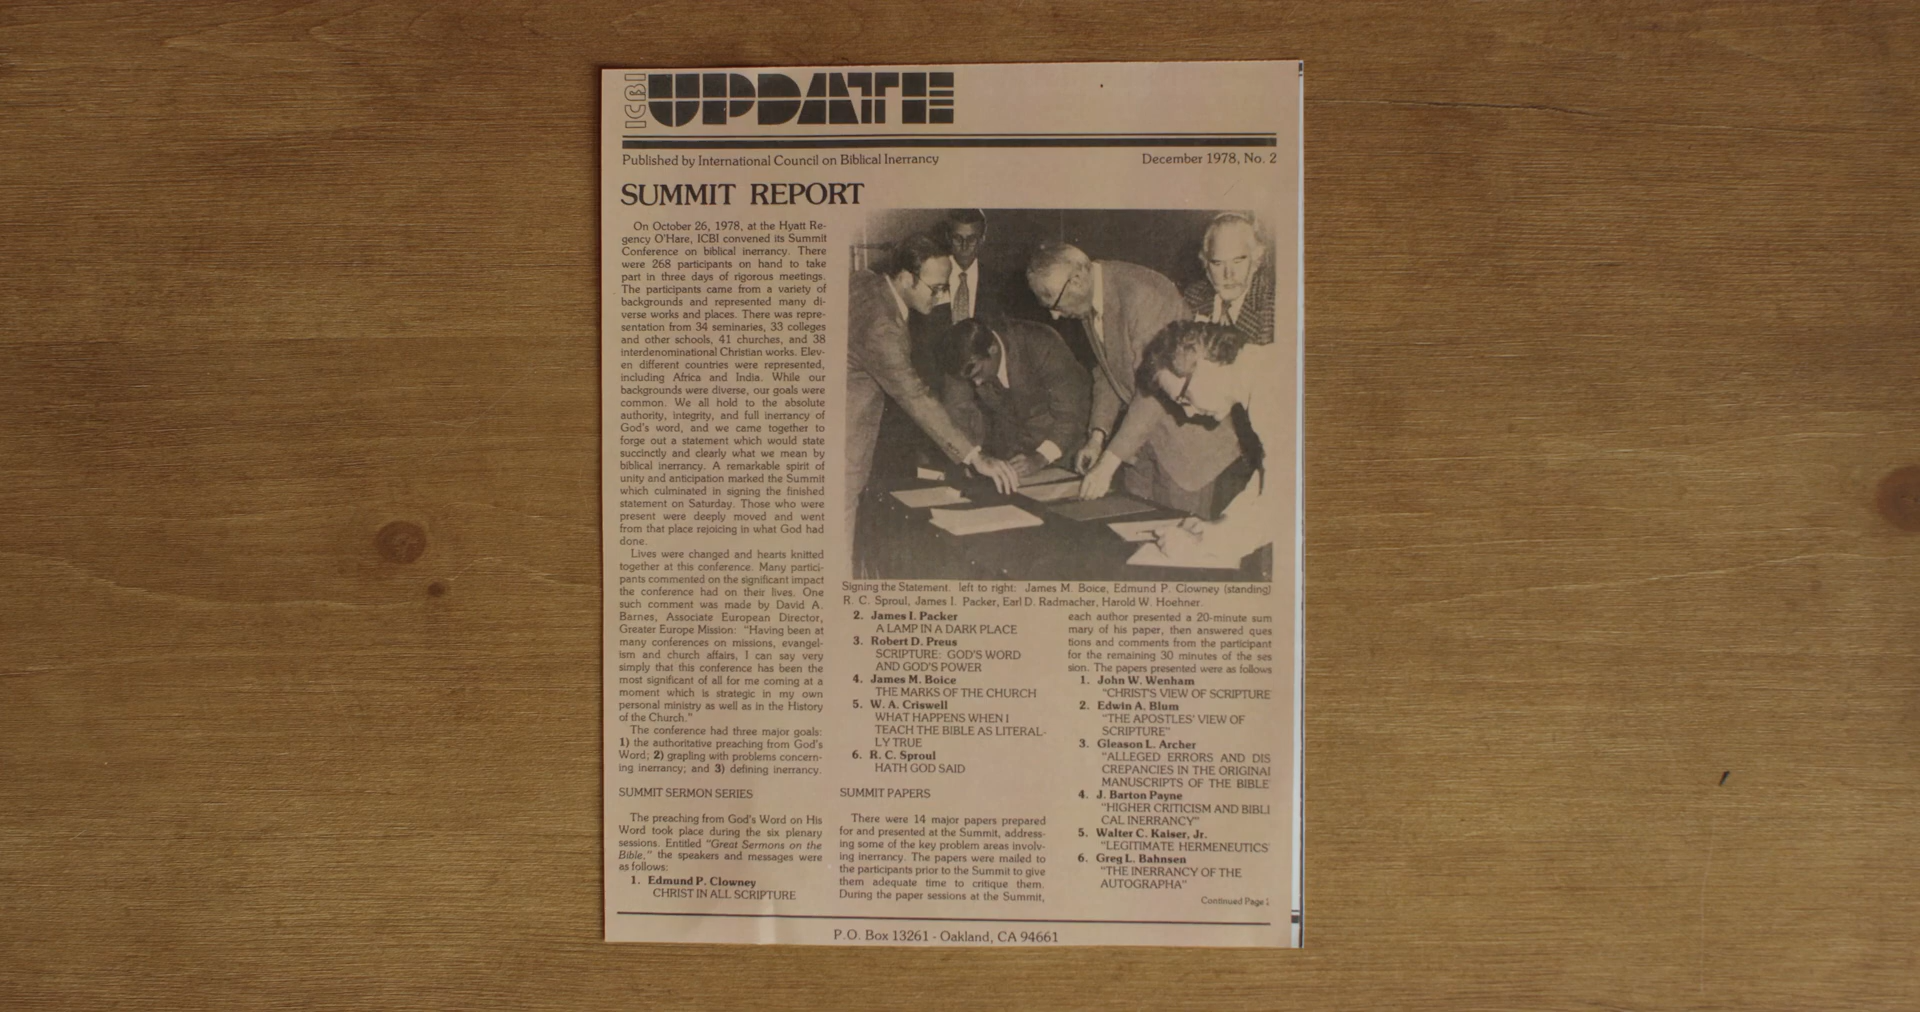 ICBI UPDATE
Published by International Council on Biblical Inerrancy
December 1978, No. 2
SUMMIT REPORT
On October 26, 1978, at the Hyatt Re-
gency O'Hare, ICBI convened its Summit
Conference on biblical inerrancy. There
were 268 participants on hand to take
part in three days of rigorous meetings.
The participants came from a variety of
backgrounds and represented many di-
verse works and places. There was repre-
sentation from 34 seminaries, 33 colleges
and other schools, 41 churches, and 38
interdenominational Christian works. Elev-
en different countries were represented,
including Africa and India. While our
backgrounds were diverse, our goals were
common. We all hold to the absolute
authority, integrity, and full inerrancy of
God's word, and we came together to
forge out a statement which would state
succinctly and clearly what we mean by
biblical inerrancy. A remarkable spirit of
unity and anticipation marked the Summit
which culminated in signing the finished
statement on Saturday. Those who were
present were deeply moved and went
from that place rejoicing in what God had
done.
Lives were changed and hearts knitted
together at this conference. Many partici-
pants commented on the significant impact
the conference had on their lives. One
such comment was made by David A.
Barnes, Associate European Director,
Greater Europe Mission: "Having been at
many conferences on missions, evangel-
ism and church affairs, I can say very
simply that this conference has been the
most significant of all for me coming at a
moment which is strategic in my own
personal ministry as well as in the History
of the Church."
The conference had three major goals:
1) the authoritative preaching from God's
Word; 2) grapling with problems concern-
ing inerrancy; and 3) defining inerrancy.
SUMMIT SERMON SERIES
The preaching from God's Word on His
Word took place during the six plenary
sessions. Entitled "Great Sermons on the
Bible," the speakers and messages were
as follows:
1. Edmund P. Clowney
CHRIST IN ALL SCRIPTURE
Signing the Statement. left to right: James M. Boice, Edmund P. Clowney (standing)
R. C. Sproul, James I. Packer, Earl D. Radmacher, Harold W. Hoehner.
2. James I. Packer
A LAMP IN A DARK PLACE
3. Robert D. Preus
SCRIPTURE: GOD'S WORD
AND GOD'S POWER
4. James M. Boice
THE MARKS OF THE CHURCH
5. W. A. Criswell
WHAT HAPPENS WHEN I
TEACH THE BIBLE AS LITERAL-
LY TRUE
6. R. C. Sproul
HATH GOD SAID
SUMMIT PAPERS
There were 14 major papers prepared
for and presented at the Summit, address-
ing some of the key problem areas involv-
ing inerrancy. The papers were mailed to
the participants prior to the Summit to give
them adequate time to critique them.
During the paper sessions at the Summit,
each author presented a 20-minute sum
mary of his paper, then answered ques
tions and comments from the participant
for the remaining 30 minutes of the ses
sion. The papers presented were as follows
1. John W. Wenham
"CHRIST'S VIEW OF SCRIPTURE
2. Edwin A. Blum
"THE APOSTLES' VIEW OF
SCRIPTURE"
3. Gleason L. Archer
"ALLEGED ERRORS AND DIS
CREPANCIES IN THE ORIGINAL
MANUSCRIPTS OF THE BIBLE
4. J. Barton Payne
"HIGHER CRITICISM AND BIBLI
CAL INERRANCY"
5. Walter C. Kaiser, Jr.
"LEGITIMATE HERMENEUTICS
6. Greg L. Bahnsen
"THE INERRANCY OF THE
AUTOGRAPHA"
Continued Page
P.O. Box 13261 - Oakland, CA 94661